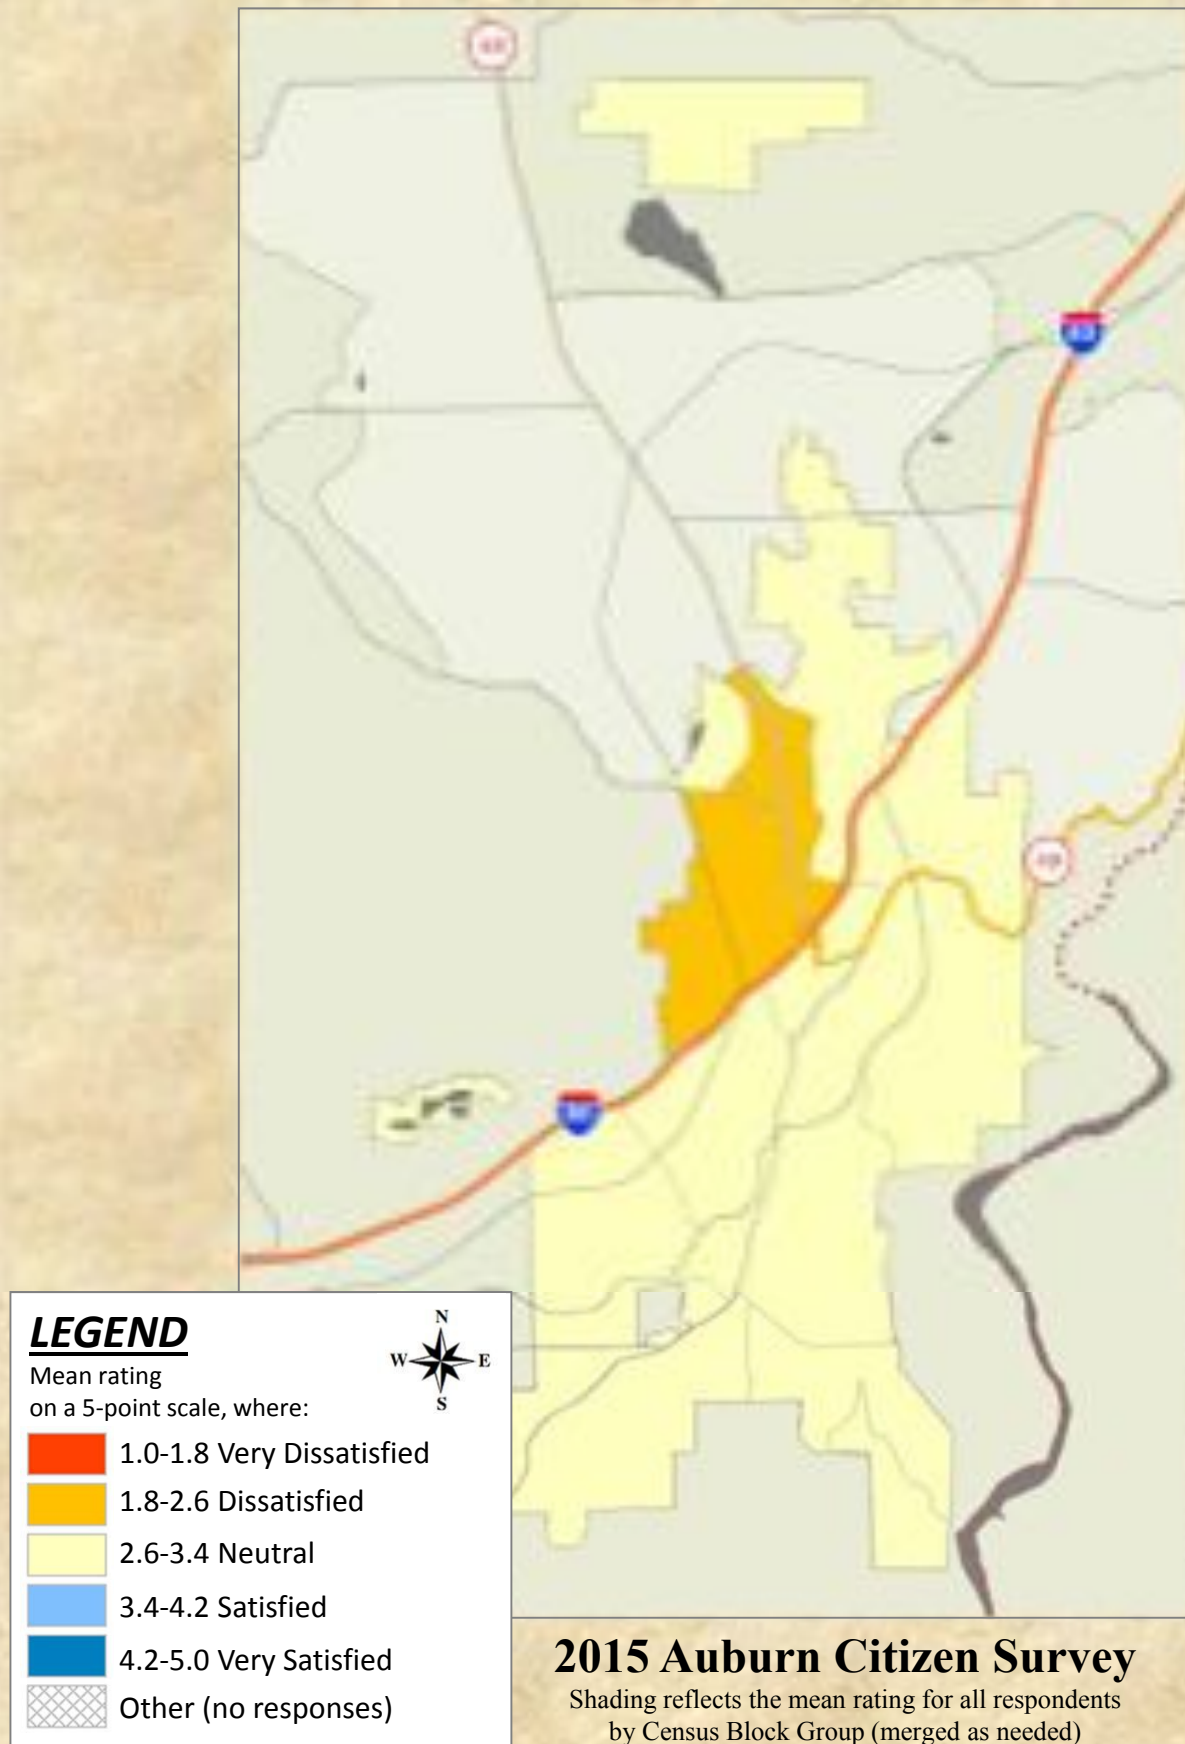 LEGEND
Mean rating
on a 5-point scale, where:
1.0-1.8 Very Dissatisfied
1.8-2.6 Dissatisfied
2.6-3.4 Neutral
3.4-4.2 Satisfied
4.2-5.0 Very Satisfied
Other (no responses)
N
W E
S
2015 Auburn Citizen Survey
Shading reflects the mean rating for all respondents
by Census Block Group (merged as needed)